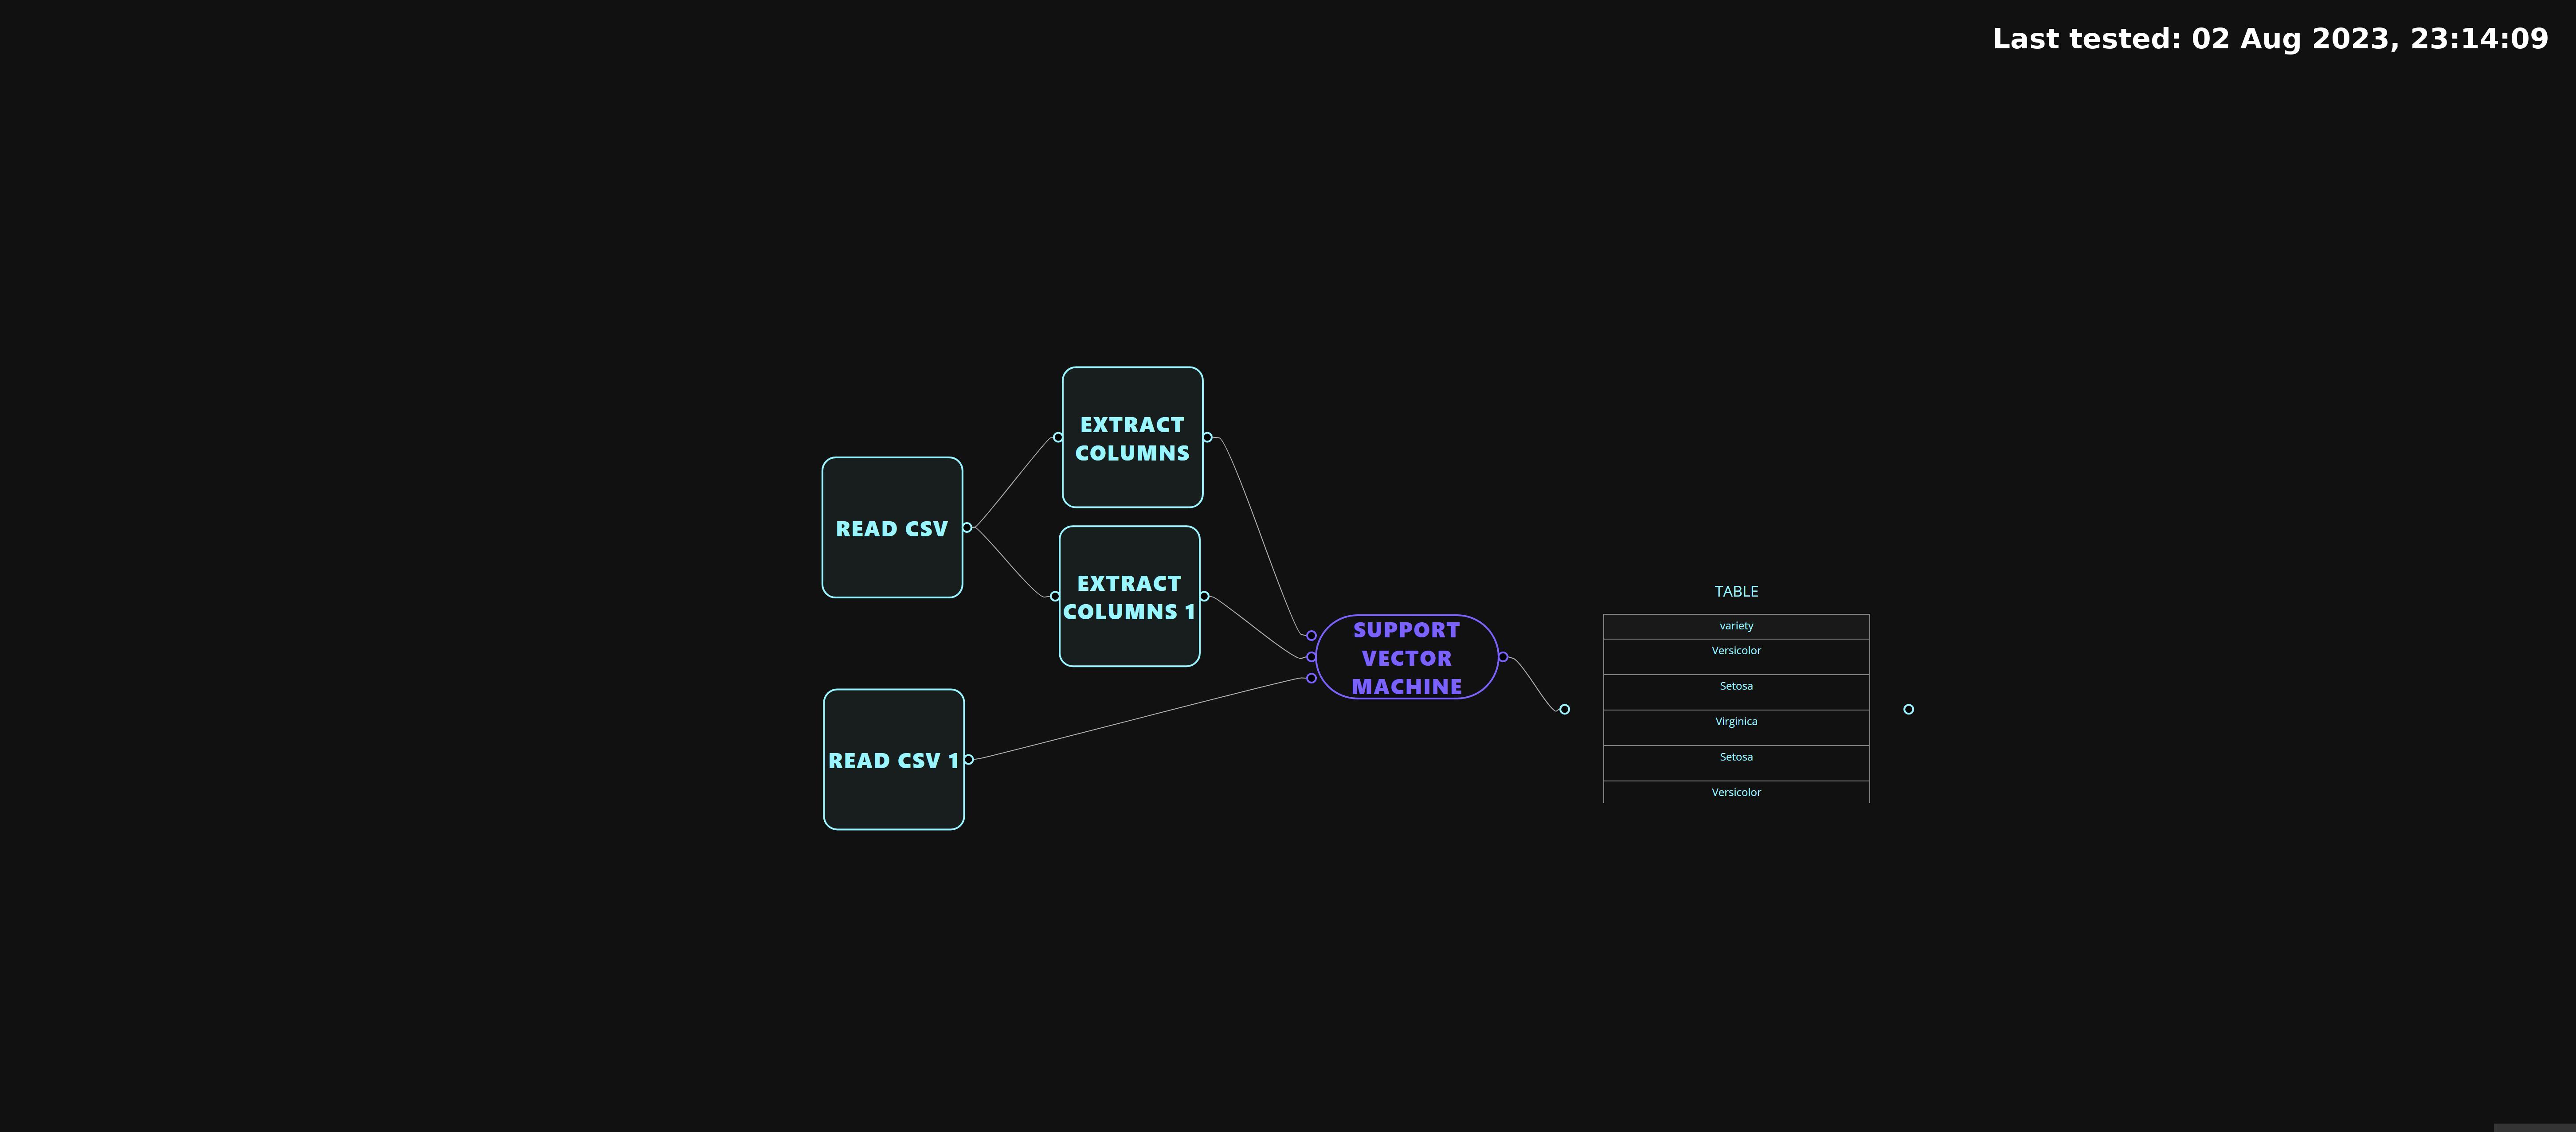 Last tested: 02 Aug 2023, 23:14:09
EXTRACT
COLUMNS
READ CSV
EXTRACT
COLUMNS 1
READ CSV 1
SUPPORT
VECTOR
MACHINE
TABLE
variety
Versicolor
Setosa
Virginica
Setosa
Versicolor